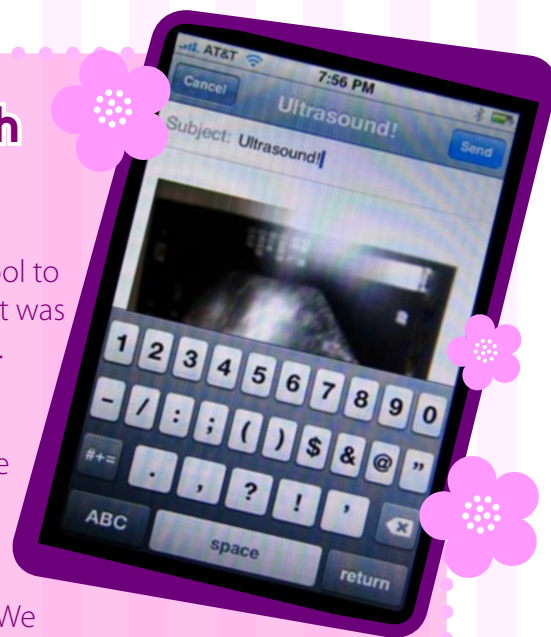 AT&T 7:56 PM
Cancel Ultrasound! Send
Subject: Ultrasound!
1 2 3 4 5 6 7 8 9 0
- / : ; ( ) $ & @ ”
#+= . , ? ! ’
ABC space return
h
ol to
t was
.
e
We